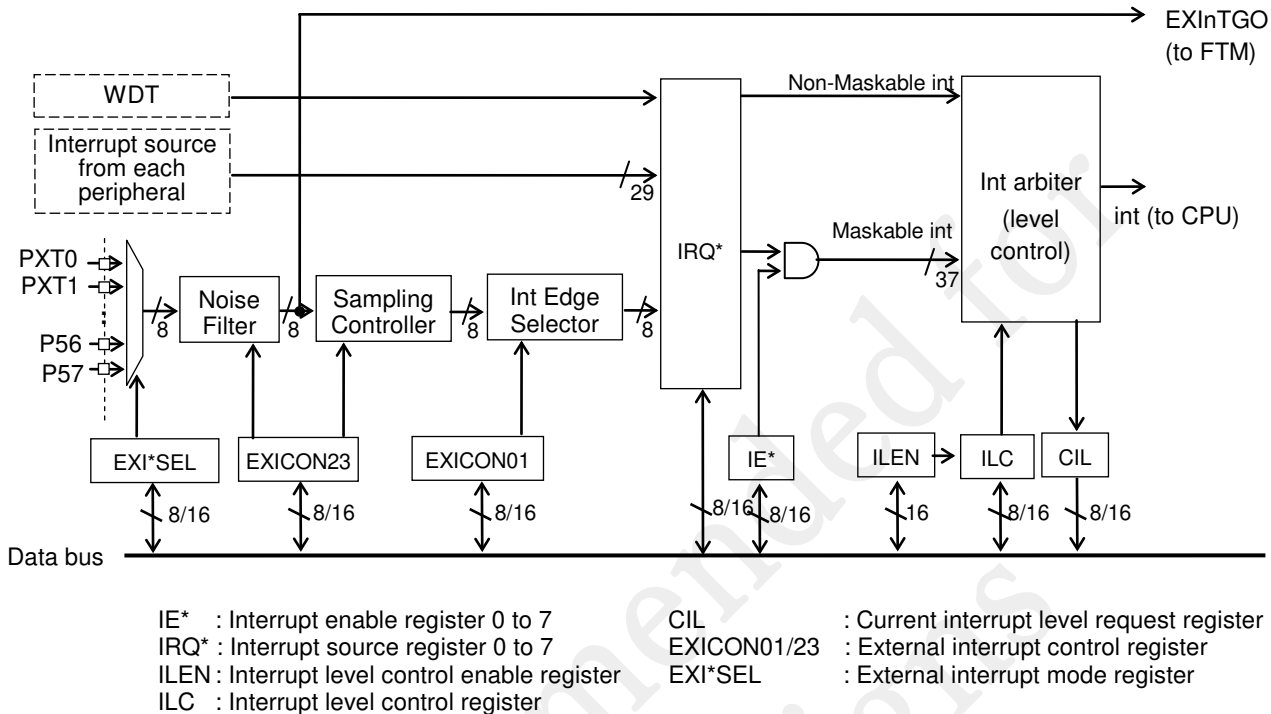 EXInTGO
(to FTM)
WDT
Non-Maskable int
Interrupt source
from each
peripheral
29
Int arbiter
(level
control)
int (to CPU)
IRQ*
Maskable int
37
PXT0
PXT1
P56
P57
8
Noise
Filter
8
Sampling
Controller
8
Int Edge
Selector
8
EXI*SEL
EXICON23
EXICON01
IE*
ILEN
ILC
CIL
8/16
8/16
8/16
8/16
8/16
16
8/16
8/16
Data bus
IE* : Interrupt enable register 0 to 7
IRQ* : Interrupt source register 0 to 7
ILEN : Interrupt level control enable register
ILC : Interrupt level control register
CIL : Current interrupt level request register
EXICON01/23 : External interrupt control register
EXI*SEL : External interrupt mode register
mended for
ns